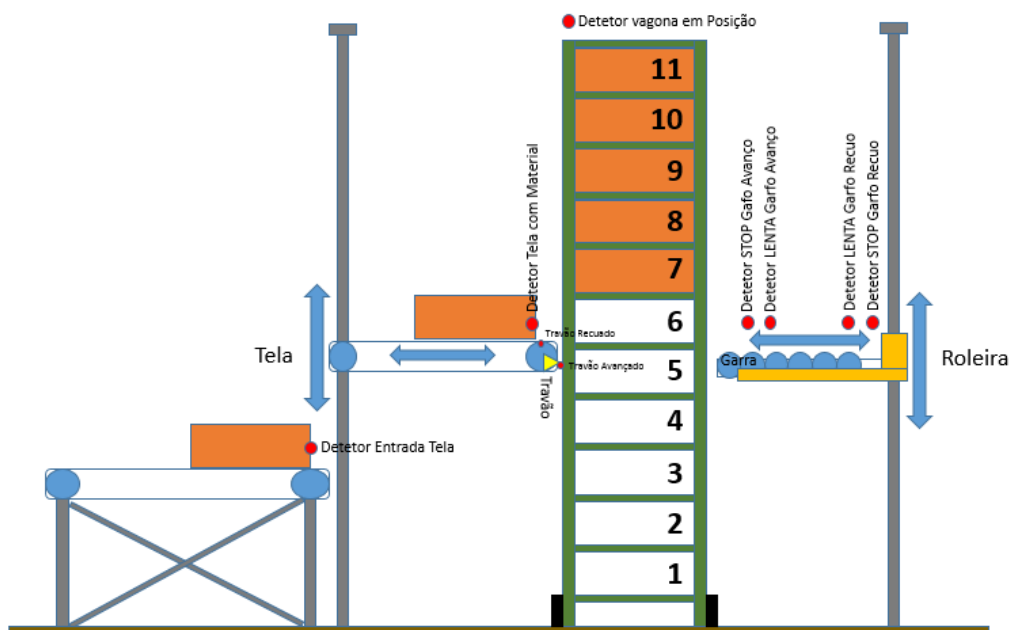 Detetor vagona em Posição
11
10
9
8
7
6
5
4
3
2
1
Detetor Tela com Material
Travão Recuado
Travão Avançado
Travão
Tela
Detetor Entrada Tela
Detetor STOP Gafo Avanço
Detetor LENTA Garfo Avanço
Detetor LENTA Garfo Recuo
Detetor STOP Garfo Recuo
Garra
Roleira